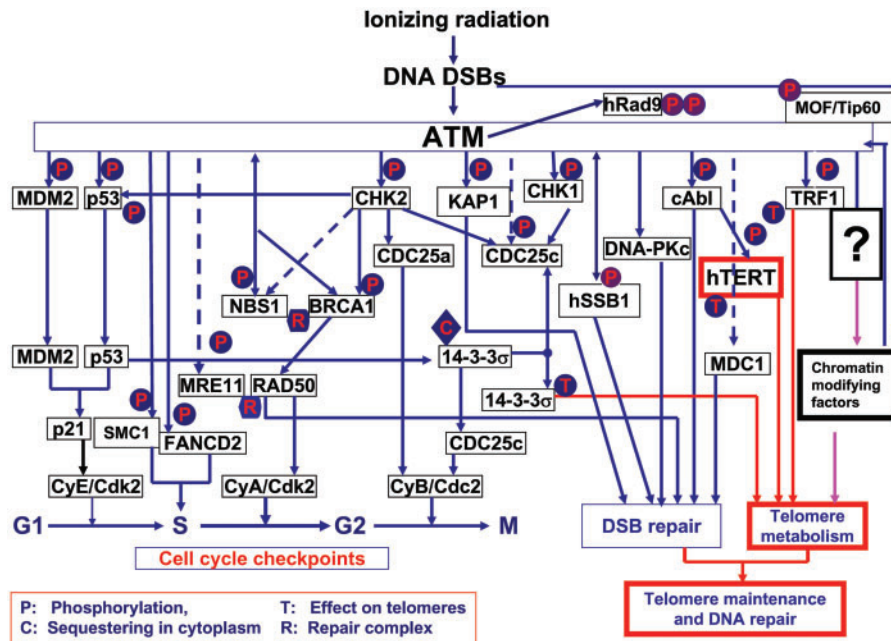 Ionizing radiation
DNA DSBs
hRad9 P P
P
MOF/Tip60
ATM
P P P P P P P
MDM2 p53 P CHK2 KAP1 CHK1 cAbl TRF1
T
P P
?
CDC25a CDC25c DNA-PKc
hTERT
P P P
NBS1 BRCA1 hSSB1
R T
C
P
MDM2 p53 14-3-3σ MDC1
Chromatin
modifying
factors
MRE11 RAD50 T
R 14-3-3σ
P P
p21 SMC1 FANCD2 CDC25c
CyE/Cdk2 CyA/Cdk2 CyB/Cdc2
G1 S G2 M
DSB repair
Telomere
metabolism
Cell cycle checkpoints
Telomere maintenance
and DNA repair
P: Phosphorylation, T: Effect on telomeres
C: Sequestering in cytoplasm R: Repair complex